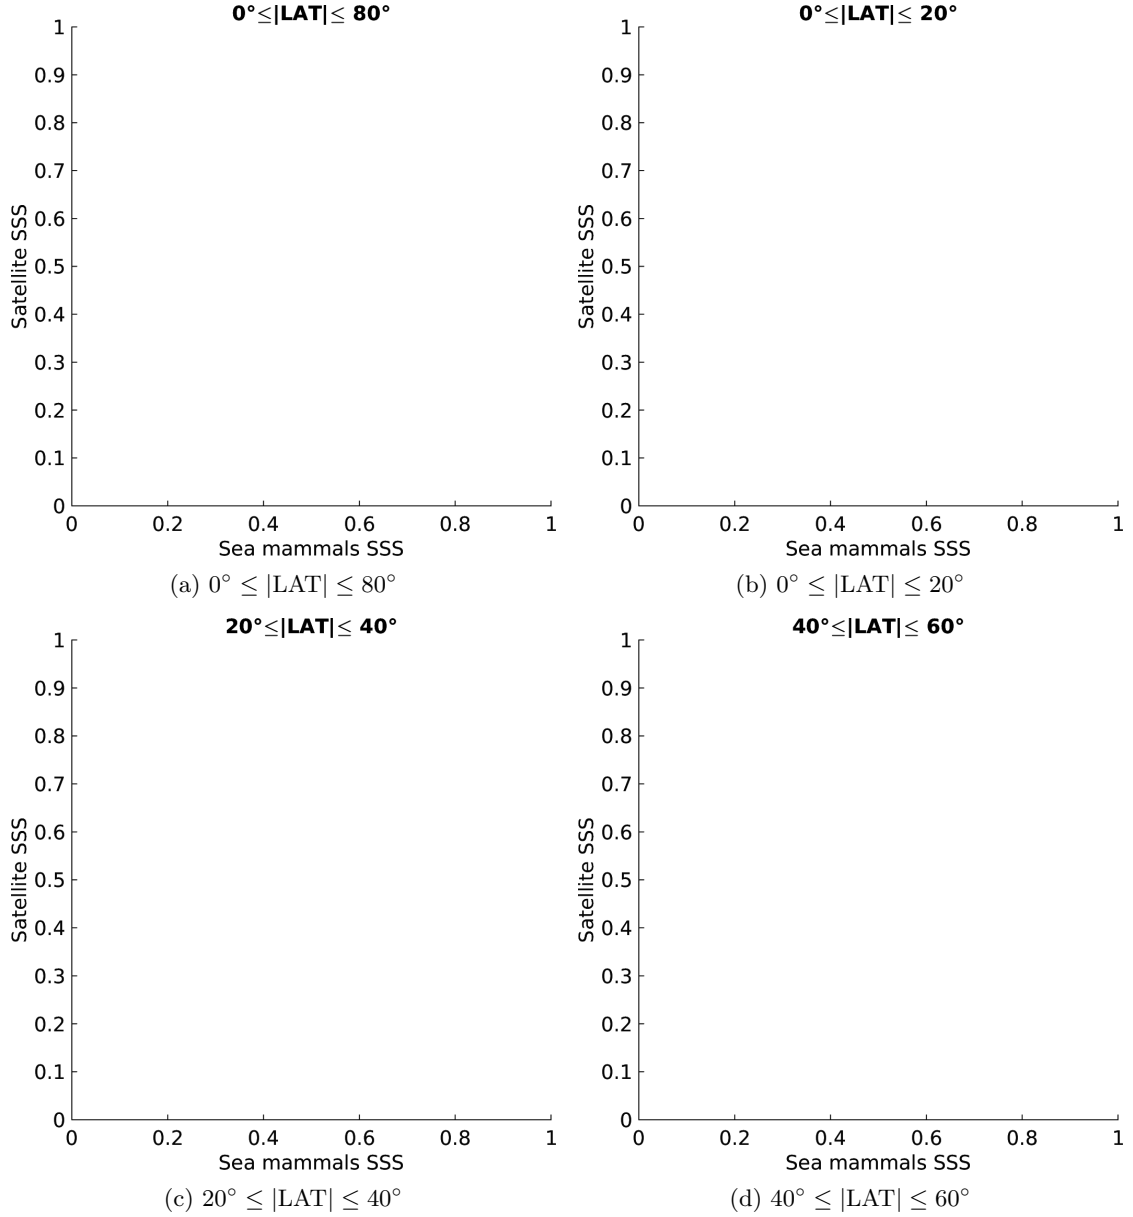 0°≤|LAT|≤ 80°
1
0.9
0.8
0.7
0.6
0.5
0.4
0.3
0.2
0.1
0
Satellite SSS
0 0.2 0.4 0.6 0.8 1
Sea mammals SSS
(a) 0° ≤ |LAT| ≤ 80°
0°≤|LAT|≤ 20°
1
0.9
0.8
0.7
0.6
0.5
0.4
0.3
0.2
0.1
0
Satellite SSS
0 0.2 0.4 0.6 0.8 1
Sea mammals SSS
(b) 0° ≤ |LAT| ≤ 20°
20°≤|LAT|≤ 40°
1
0.9
0.8
0.7
0.6
0.5
0.4
0.3
0.2
0.1
0
Satellite SSS
0 0.2 0.4 0.6 0.8 1
Sea mammals SSS
(c) 20° ≤ |LAT| ≤ 40°
40°≤|LAT|≤ 60°
1
0.9
0.8
0.7
0.6
0.5
0.4
0.3
0.2
0.1
0
Satellite SSS
0 0.2 0.4 0.6 0.8 1
Sea mammals SSS
(d) 40° ≤ |LAT| ≤ 60°